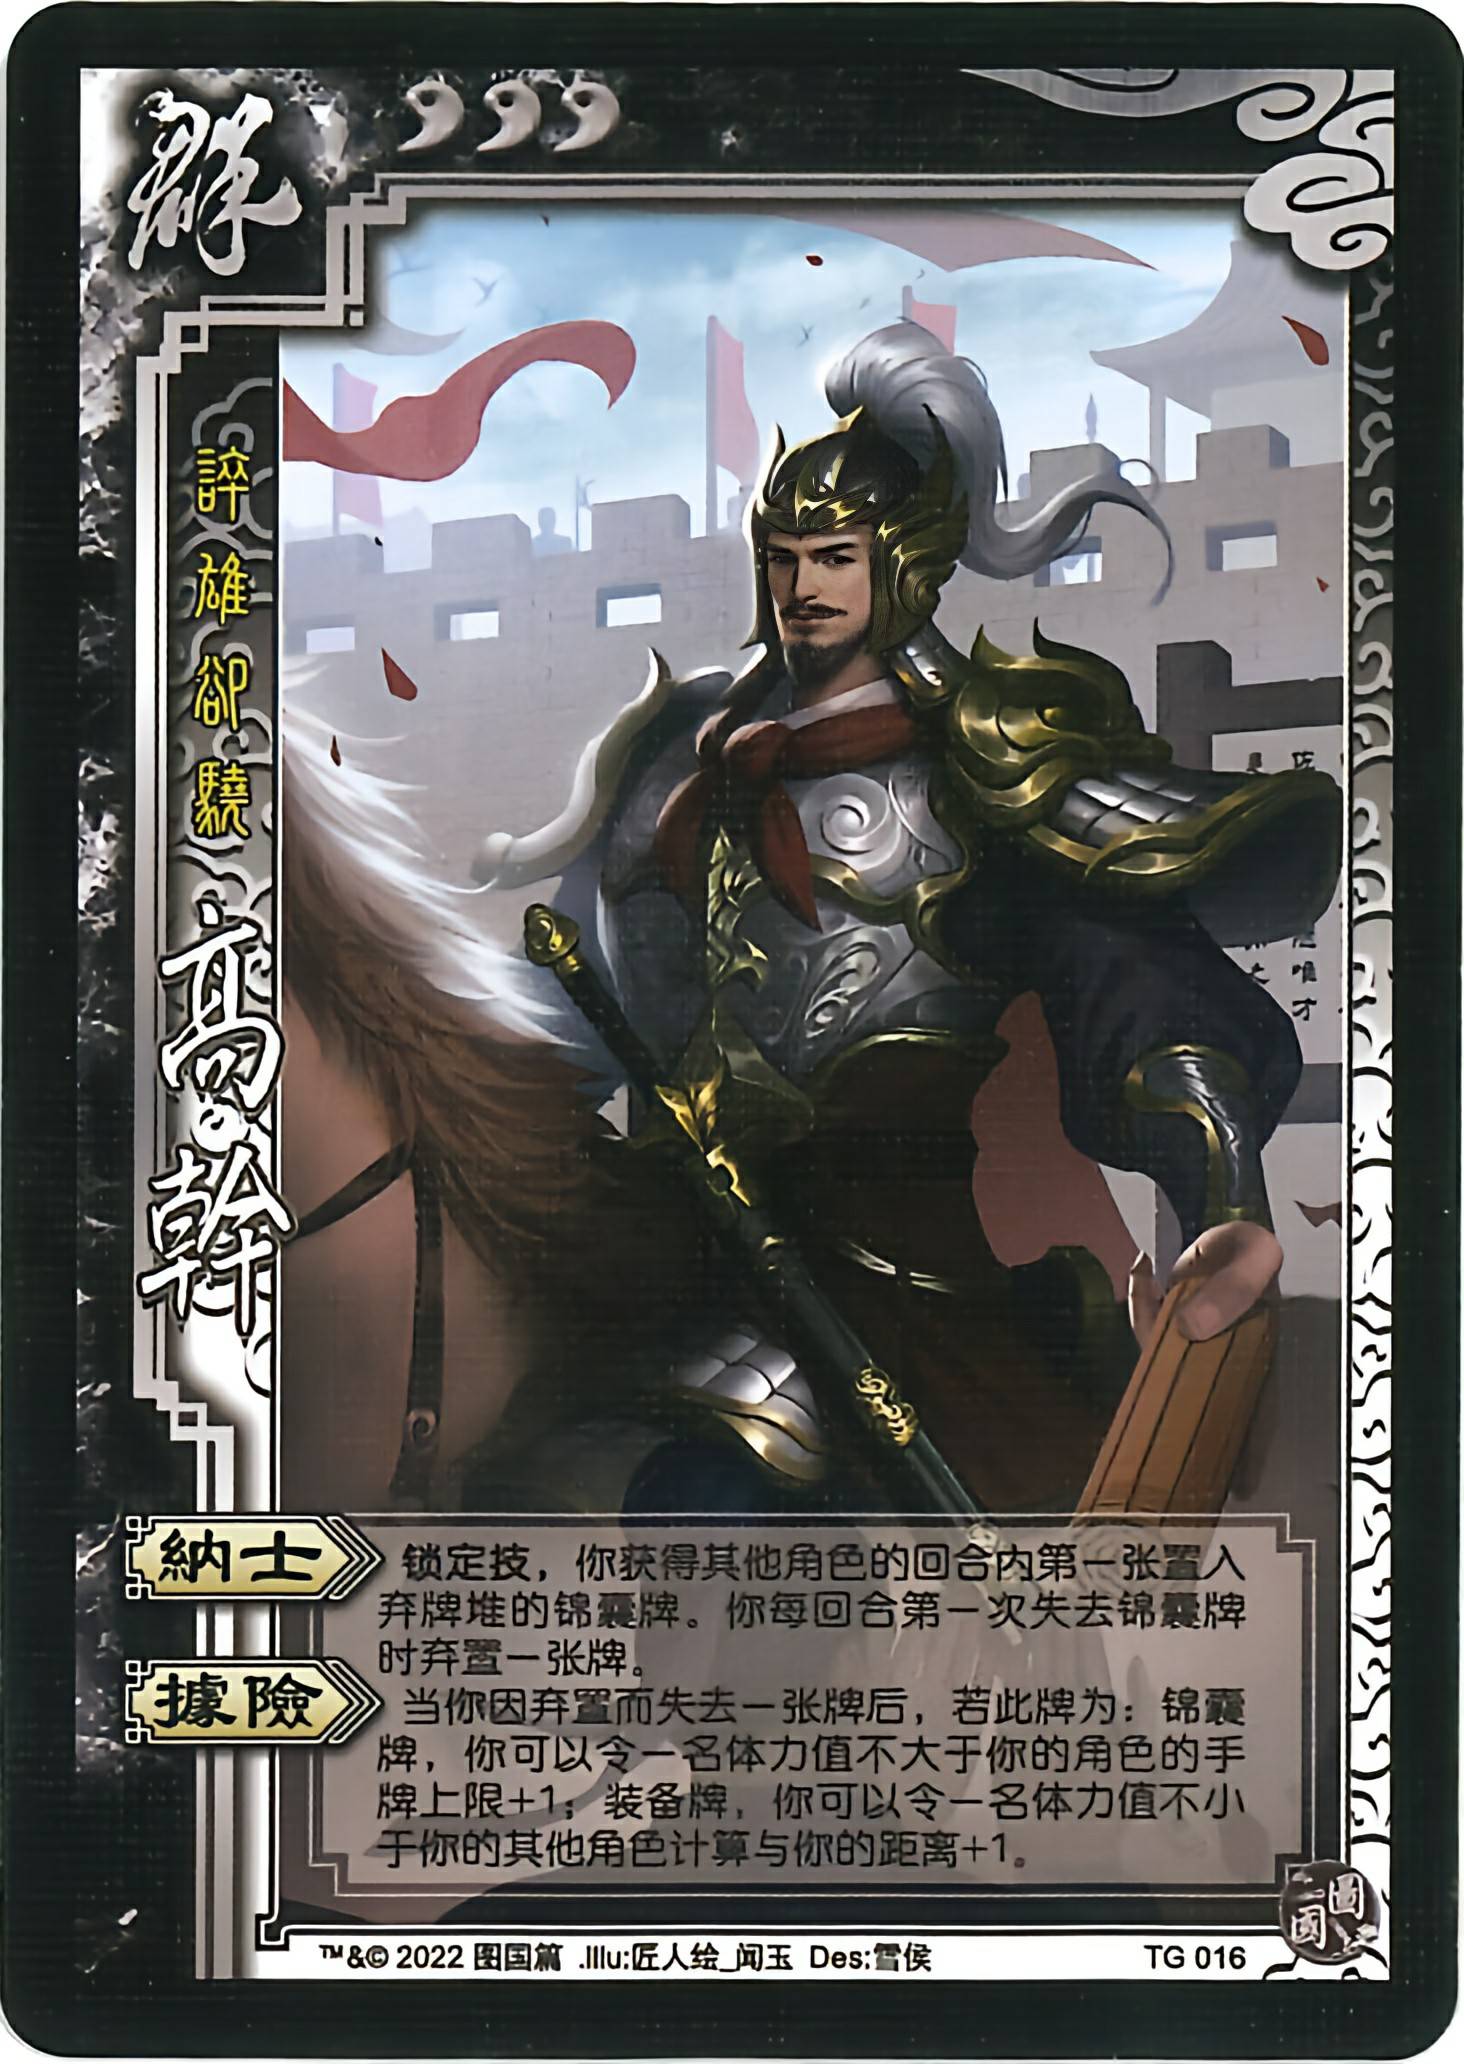 群
誶雄卻驍
高幹
納士
锁定技，你获得其他角色的回合内第一张置入
弃牌堆的锦囊牌。你每回合第一次失去锦囊牌
时弃置一张牌。
據險
当你因弃置而失去一张牌后，若此牌为：锦囊
牌，你可以令一名体力值不大于你的角色的手
牌上限+1；装备牌，你可以令一名体力值不小
于你的其他角色计算与你的距离+1。
™&© 2022 图国篇 .Illu:匠人绘_闻玉 Des:雪侯
TG 016